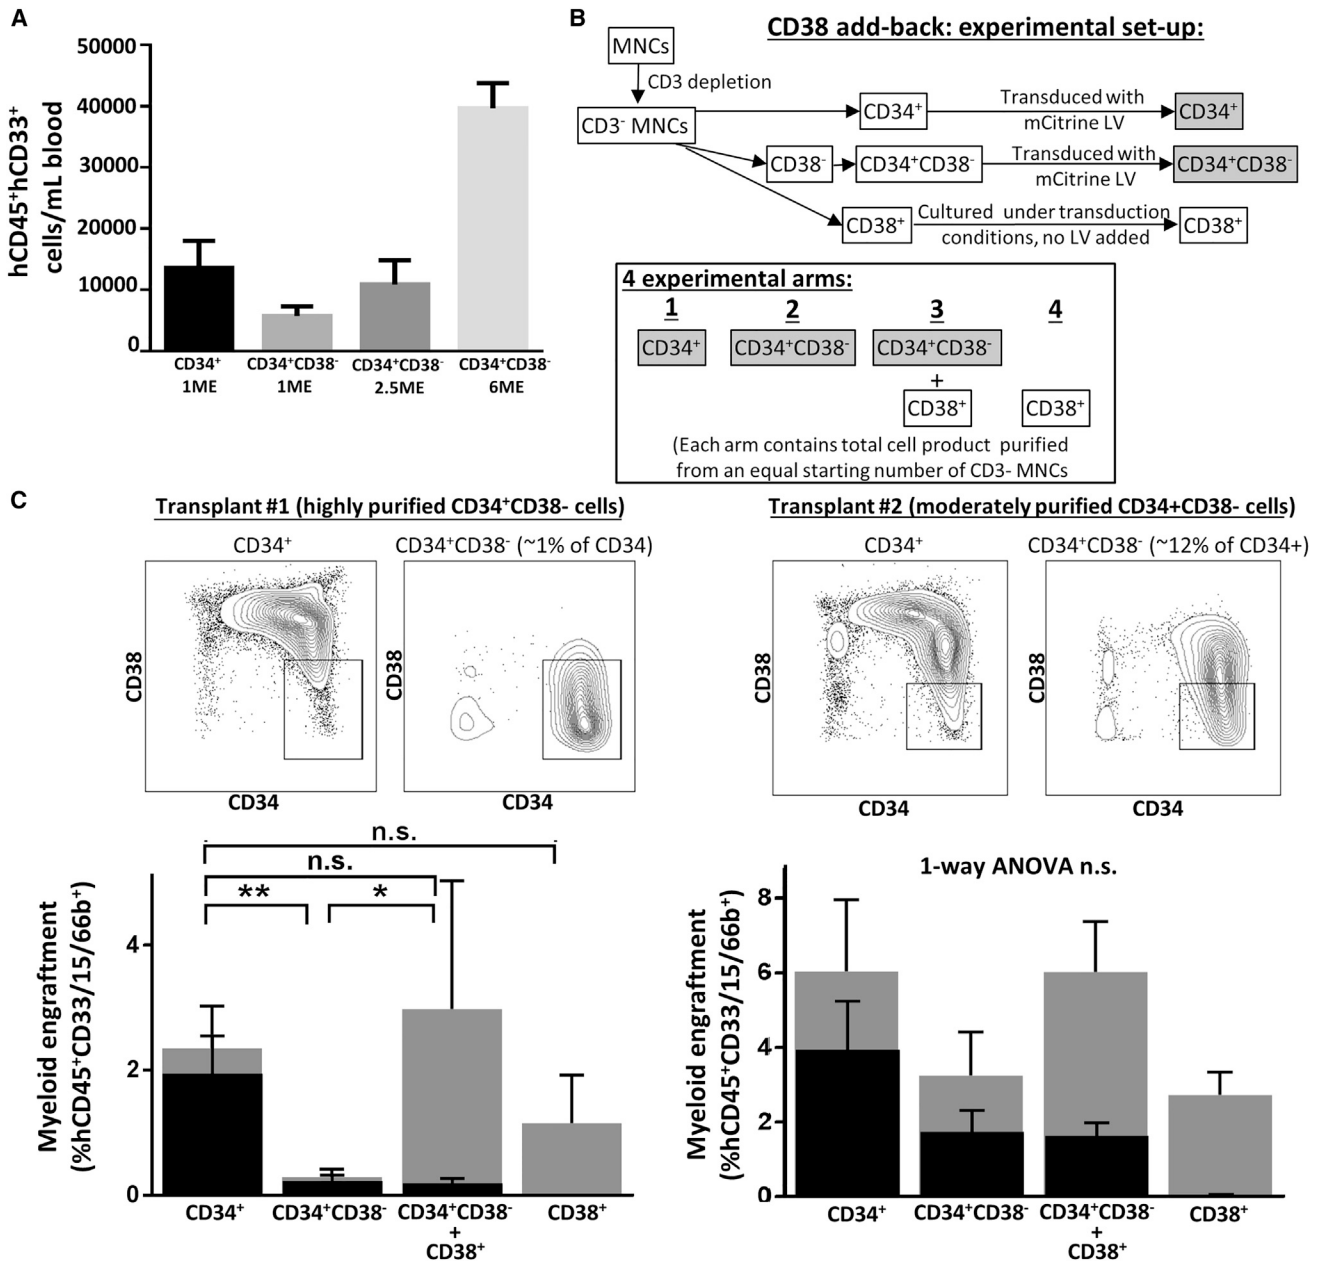 A
50000
40000
30000
20000
10000
0
hCD45⁺hCD33⁺
cells/mL blood
CD34⁺
1ME
CD34⁺CD38⁻
1ME
CD34⁺CD38⁻
2.5ME
CD34⁺CD38⁻
6ME
B
CD38 add-back: experimental set-up:
MNCs
CD3 depletion
CD3⁻ MNCs
CD34⁺
Transduced with
mCitrine LV
CD34⁺
CD38⁻
CD34⁺CD38⁻
Transduced with
mCitrine LV
CD34⁺CD38⁻
CD38⁺
Cultured under transduction
conditions, no LV added
CD38⁺
4 experimental arms:
1 2 3 4
CD34⁺ CD34⁺CD38⁻ CD34⁺CD38⁻
+
CD38⁺ CD38⁺
(Each arm contains total cell product purified
from an equal starting number of CD3- MNCs
C
Transplant #1 (highly purified CD34⁺CD38- cells)
CD34⁺
CD34⁺CD38⁻ (~1% of CD34)
CD38
CD34
CD38
CD34
Transplant #2 (moderately purified CD34+CD38- cells)
CD34⁺
CD34⁺CD38⁻ (~12% of CD34+)
CD38
CD34
CD38
CD34
n.s.
n.s.
** *
4
2
0
Myeloid engraftment
(%hCD45⁺CD33/15/66b⁺)
CD34⁺
CD34⁺CD38⁻
CD34⁺CD38⁻
+
CD38⁺
CD38⁺
1-way ANOVA n.s.
8
6
4
2
0
Myeloid engraftment
(%hCD45⁺CD33/15/66b⁺)
CD34⁺
CD34⁺CD38⁻
CD34⁺CD38⁻
+
CD38⁺
CD38⁺